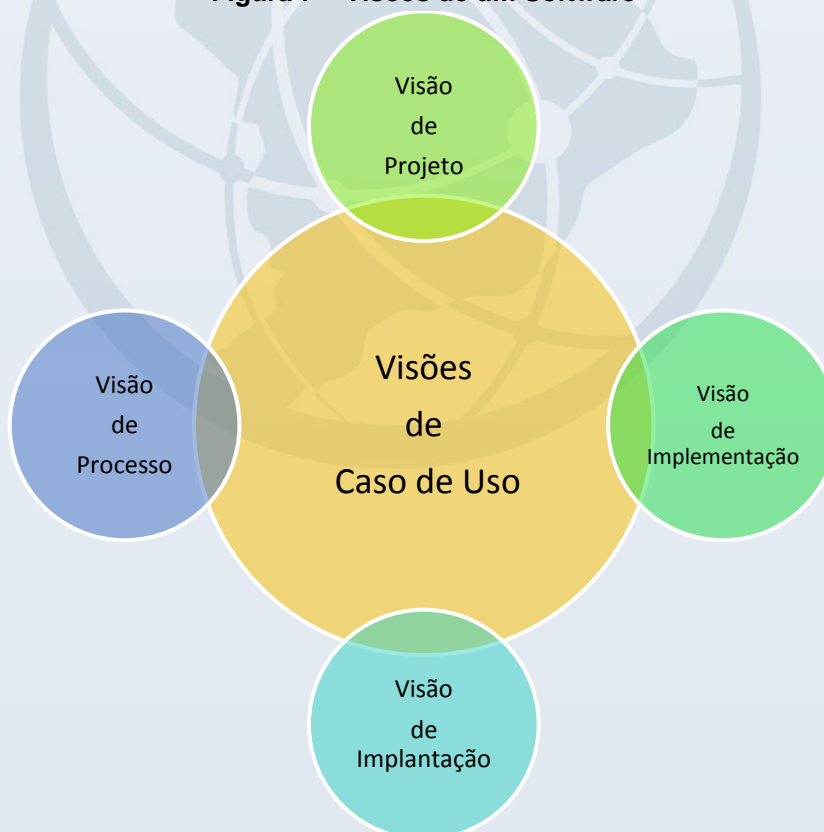 Visão
de
Projeto
Visões
de
Caso de Uso
Visão
de
Processo
Visão
de
Implementação
Visão
de
Implantação